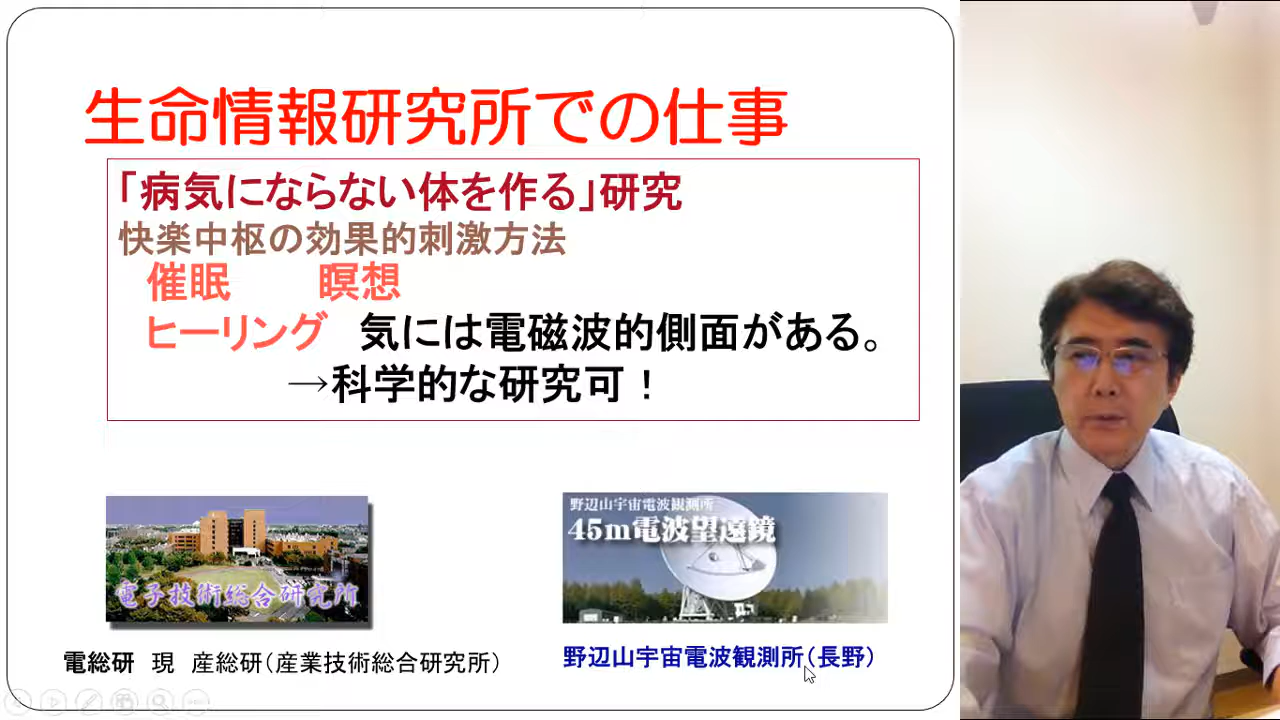 生命情報研究所での仕事
「病気にならない体を作る」研究
快楽中枢の効果的刺激方法
催眠　　瞑想
ヒーリング　気には電磁波的側面がある。
→科学的な研究可！
電子技術総合研究所
野辺山宇宙電波観測所
45m電波望遠鏡
電総研　現　産総研（産業技術総合研究所）
野辺山宇宙電波観測所（長野）